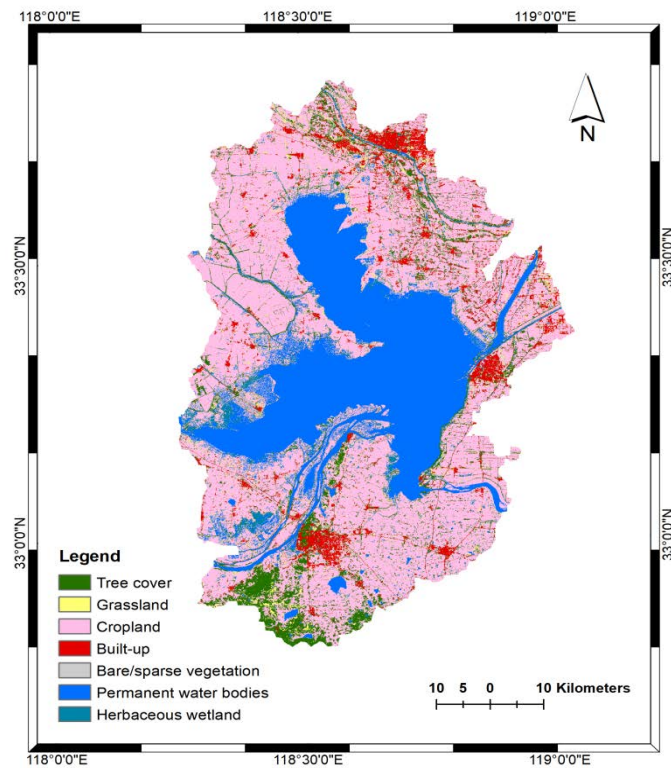 118°0'0"E 118°30'0"E 119°0'0"E
N
33°30'0"N 33°30'0"N
33°0'0"N 33°0'0"N
Legend
Tree cover
Grassland
Cropland
Built-up
Bare/sparse vegetation
Permanent water bodies
Herbaceous wetland
10 5 0 10 Kilometers
118°0'0"E 118°30'0"E 119°0'0"E